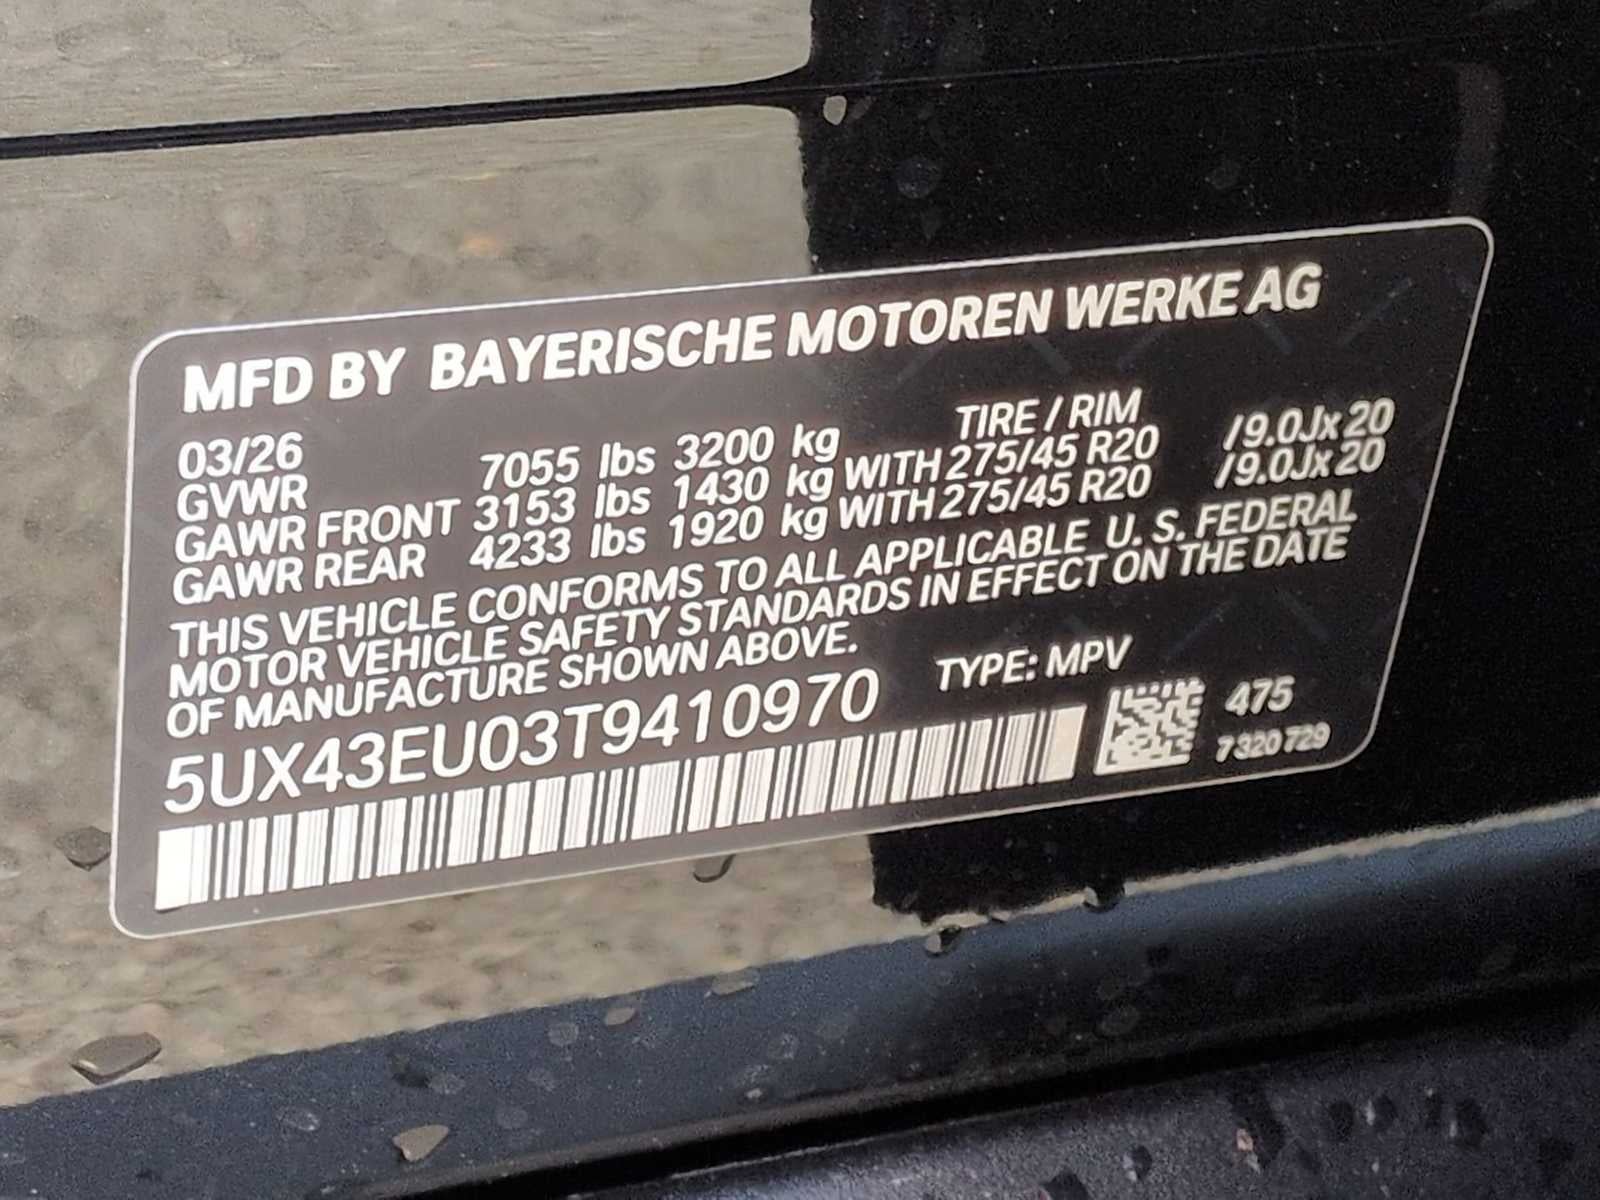 MFD BY BAYERISCHE MOTOREN WERKE AG
03/26 TIRE / RIM
GVWR 7055 lbs 3200 kg
GAWR FRONT 3153 lbs 1430 kg WITH 275/45 R20 /9.0Jx20
GAWR REAR 4233 lbs 1920 kg WITH 275/45 R20 /9.0Jx20
THIS VEHICLE CONFORMS TO ALL APPLICABLE U. S. FEDERAL
MOTOR VEHICLE SAFETY STANDARDS IN EFFECT ON THE DATE
OF MANUFACTURE SHOWN ABOVE.
5UX43EU03T9410970 TYPE: MPV
475
7320729